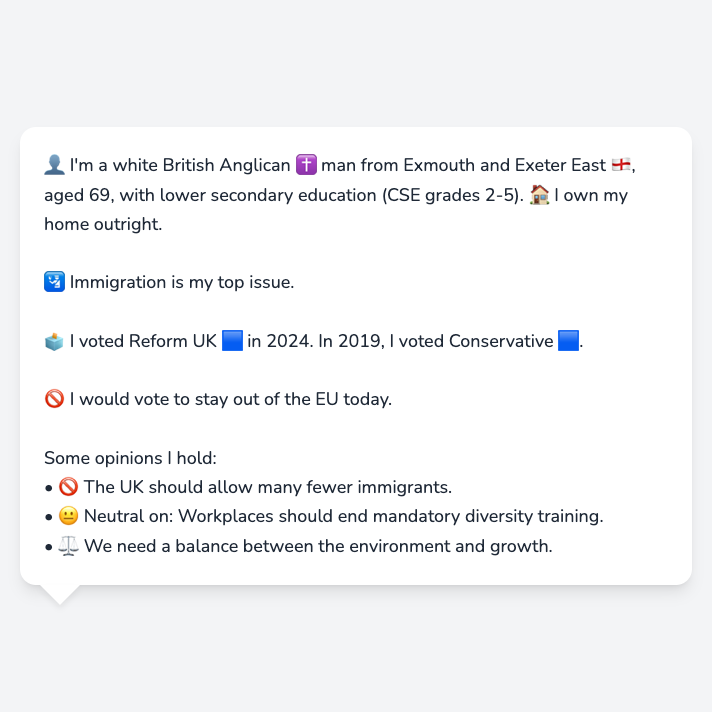 👤 I'm a white British Anglican ✝️ man from Exmouth and Exeter East 🏴󠁧󠁢󠁥󠁮󠁧󠁿,
aged 69, with lower secondary education (CSE grades 2-5). 🏠 I own my
home outright.
🛂 Immigration is my top issue.
🗳️ I voted Reform UK 🟦 in 2024. In 2019, I voted Conservative 🟦.
🚫 I would vote to stay out of the EU today.
Some opinions I hold:
• 🚫 The UK should allow many fewer immigrants.
• 😐 Neutral on: Workplaces should end mandatory diversity training.
• ⚖️ We need a balance between the environment and growth.